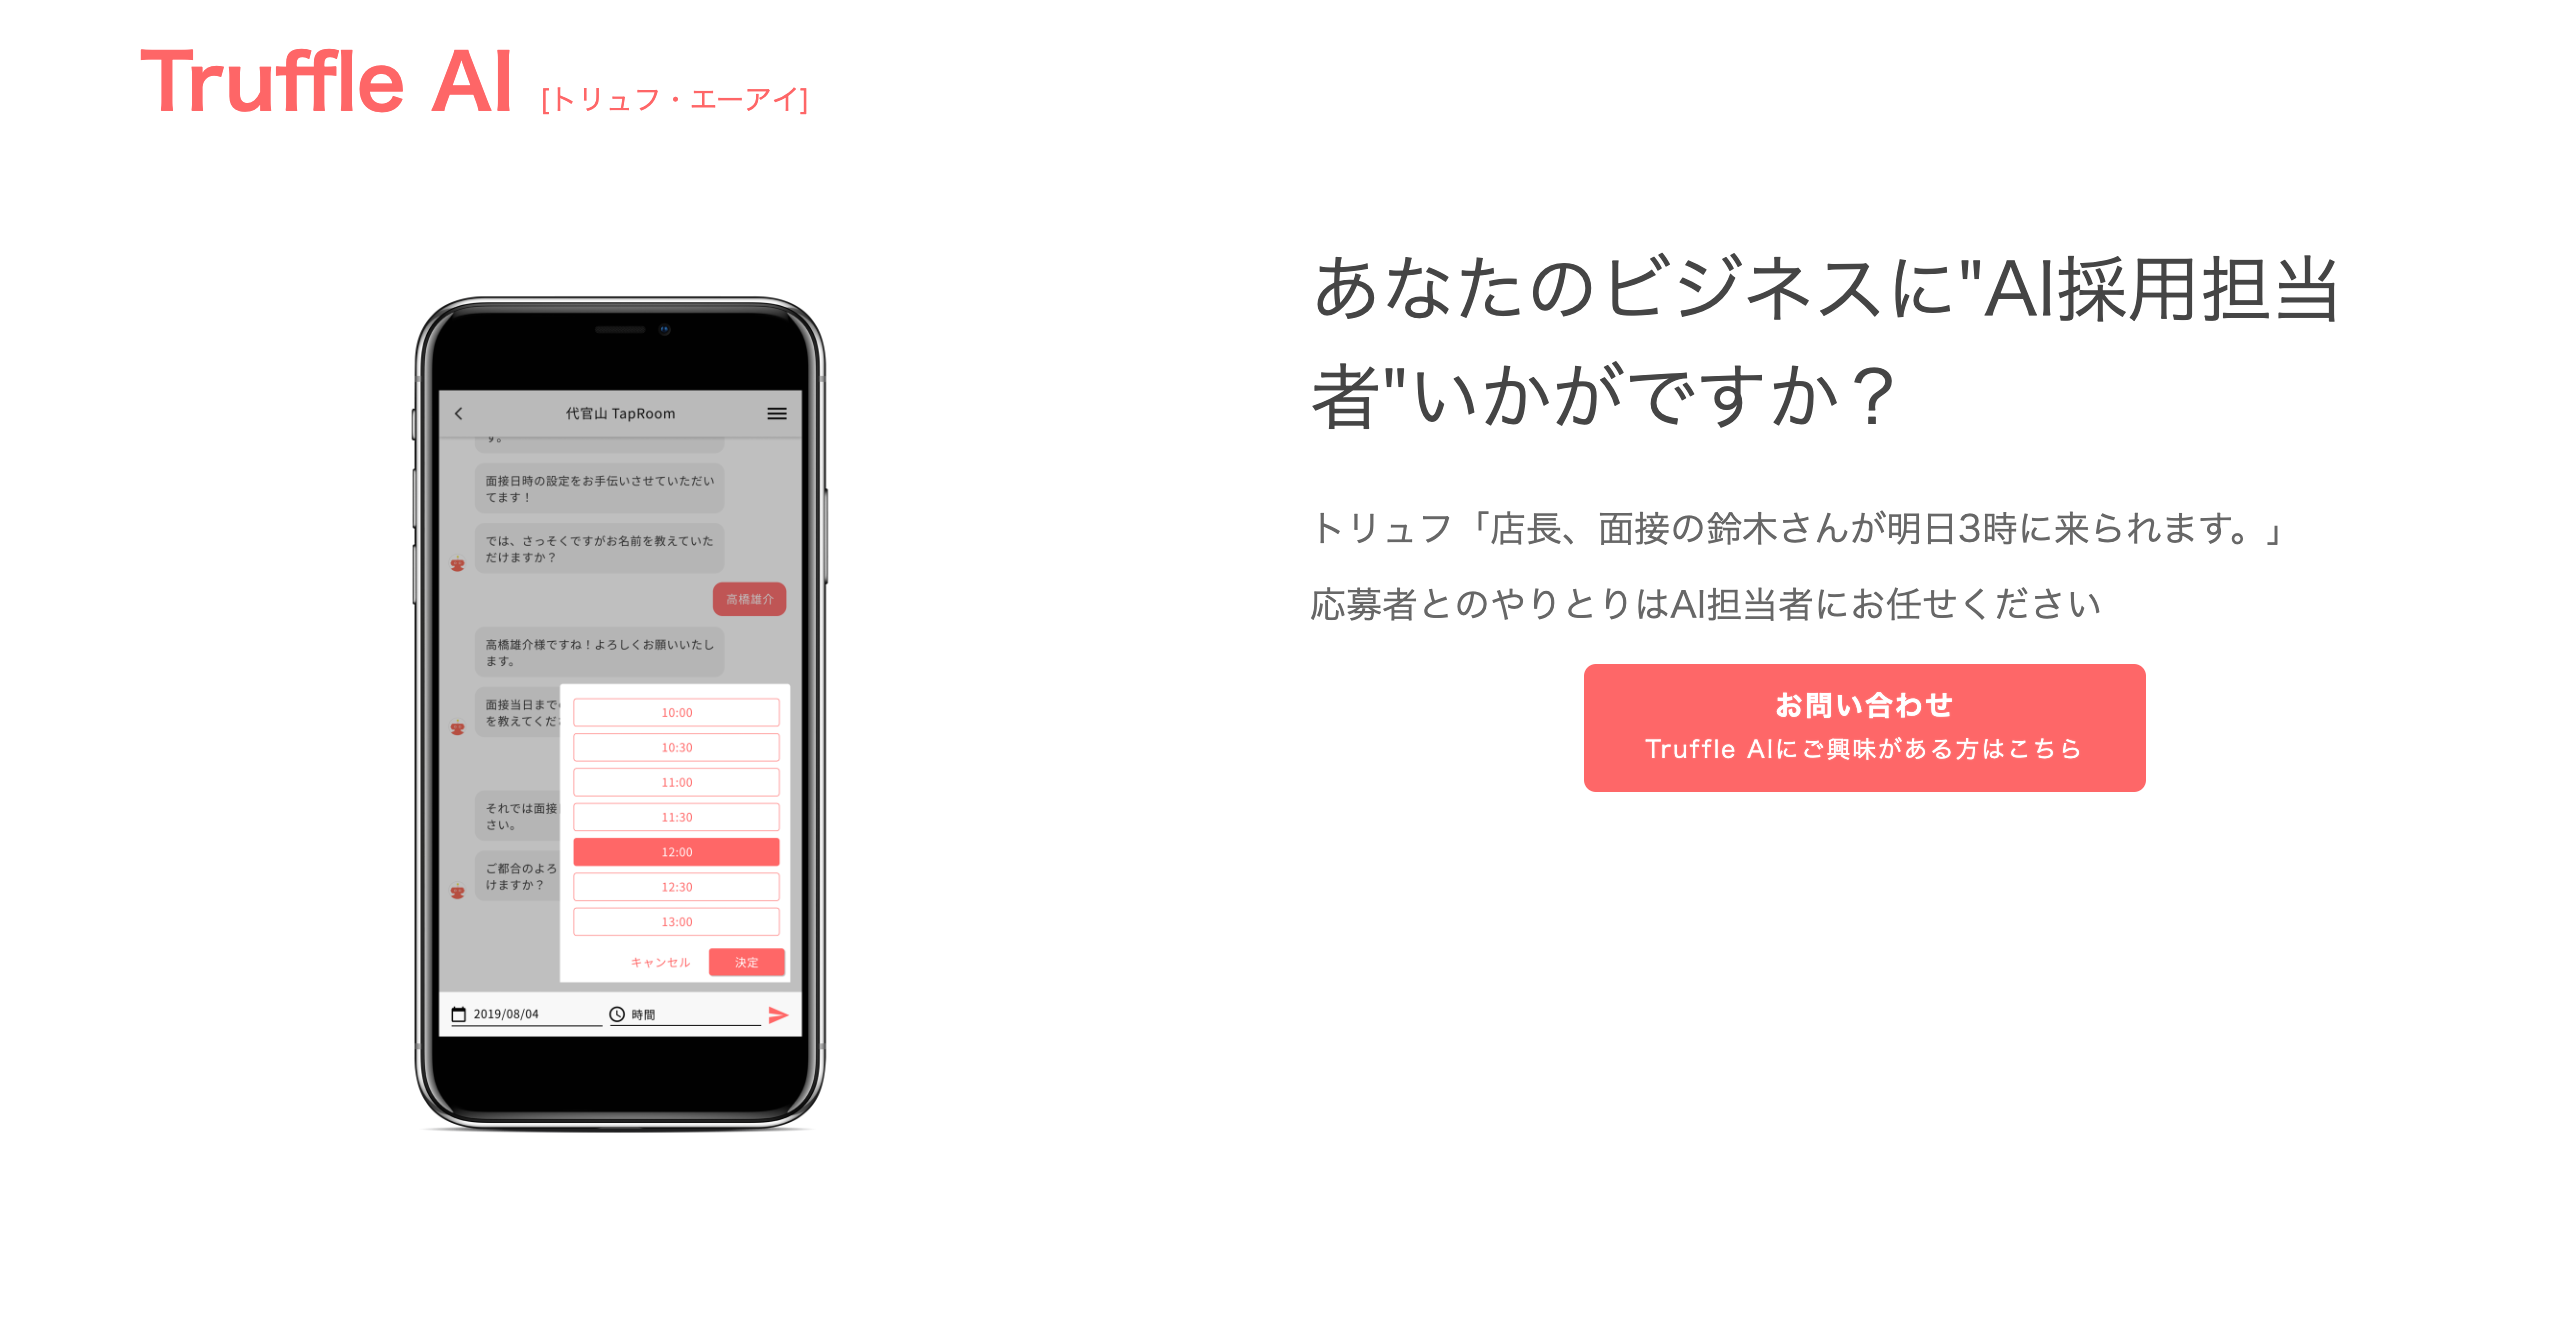 Truffle AI [トリュフ・エーアイ]
代官山 TapRoom
す。
面接日時の設定をお手伝いさせていただい
てます！
では、さっそくですがお名前を教えていた
だけますか？
高橋雄介
高橋雄介様ですね！よろしくお願いいたし
ます。
面接当日まで
を教えてくだ
それでは面接
さい。
ご都合のよろ
けますか？
10:00
10:30
11:00
11:30
12:00
12:30
13:00
キャンセル 決定
2019/08/04 時間
あなたのビジネスに"AI採用担当
者"いかがですか？
トリュフ「店長、面接の鈴木さんが明日3時に来られます。」
応募者とのやりとりはAI担当者にお任せください
お問い合わせ
Truffle AIにご興味がある方はこちら